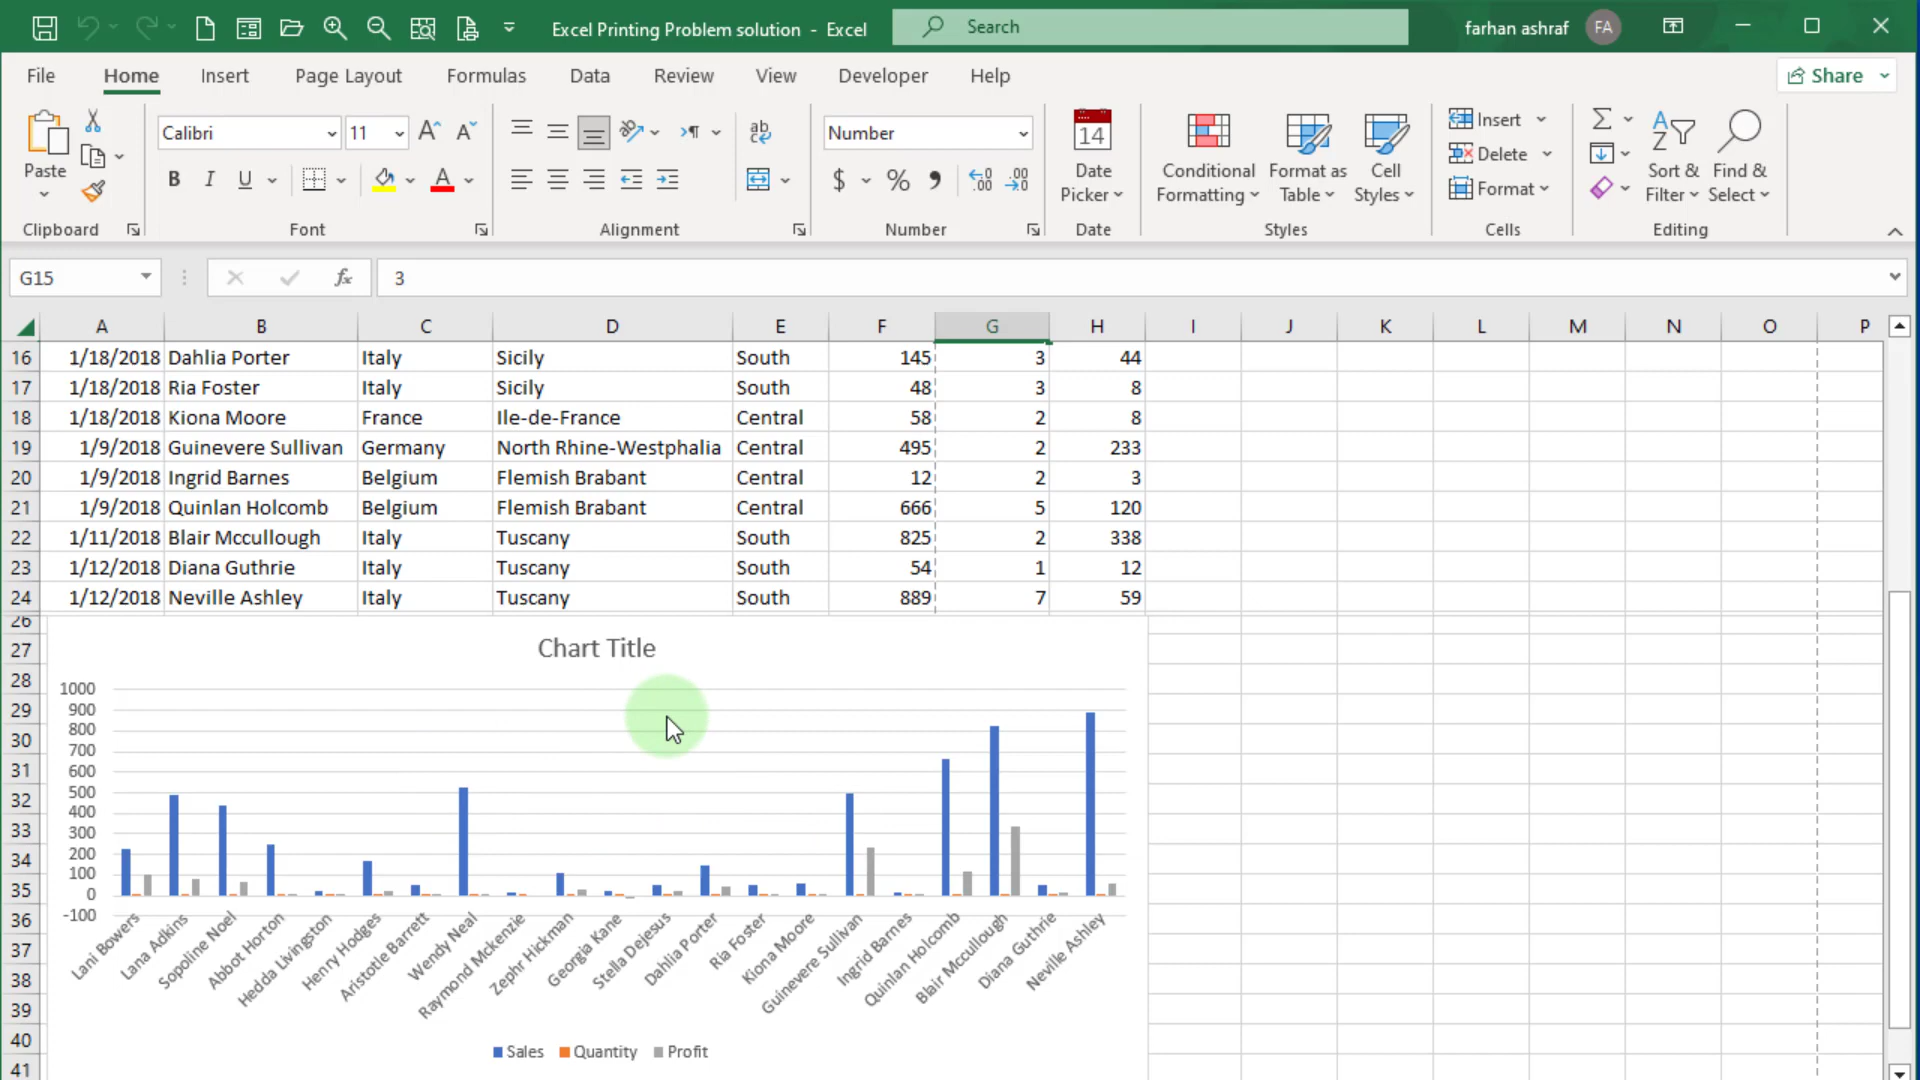 Excel Printing Problem solution - Excel
Search
farhan ashraf FA
File Home Insert Page Layout Formulas Data Review View Developer Help Share
Paste
Calibri 11
B I U A
ab
Number
$ % 9
14
Date Picker
Conditional Formatting
Format as Table
Cell Styles
Insert
Delete
Format
Sort & Filter
Find & Select
Clipboard Font Alignment Number Date Styles Cells Editing
G15 fx 3
A B C D E F G H I J K L M N O P
16 1/18/2018 Dahlia Porter Italy Sicily South 145 3 44
17 1/18/2018 Ria Foster Italy Sicily South 48 3 8
18 1/18/2018 Kiona Moore France Ile-de-France Central 58 2 8
19 1/9/2018 Guinevere Sullivan Germany North Rhine-Westphalia Central 495 2 233
20 1/9/2018 Ingrid Barnes Belgium Flemish Brabant Central 12 2 3
21 1/9/2018 Quinlan Holcomb Belgium Flemish Brabant Central 666 5 120
22 1/11/2018 Blair Mccullough Italy Tuscany South 825 2 338
23 1/12/2018 Diana Guthrie Italy Tuscany South 54 1 12
24 1/12/2018 Neville Ashley Italy Tuscany South 889 7 59
26
27
28
29
30
31
32
33
34
35
36
37
38
39
40
41
Chart Title
1000
900
800
700
600
500
400
300
200
100
0
-100
Lani Bowers
Lana Adkins
Sopoline Noel
Abbot Horton
Hedda Livingston
Henry Hodges
Aristotle Barrett
Wendy Neal
Raymond Mckenzie
Zephr Hickman
Georgia Kane
Stella Dejesus
Dahlia Porter
Ria Foster
Kiona Moore
Guinevere Sullivan
Ingrid Barnes
Quinlan Holcomb
Blair Mccullough
Diana Guthrie
Neville Ashley
Sales Quantity Profit